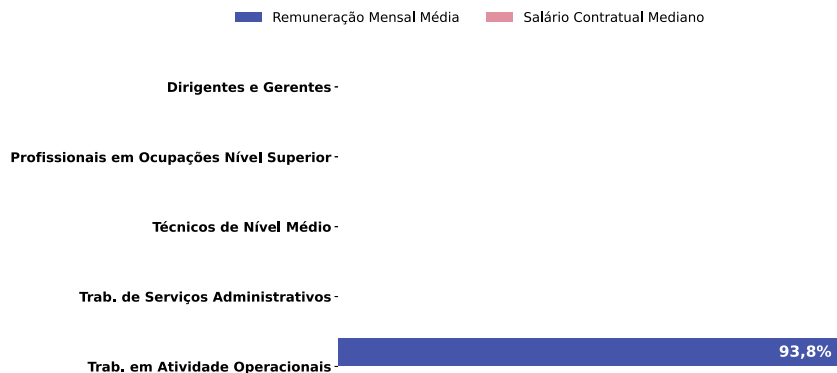 Remuneração Mensal Média Salário Contratual Mediano
Dirigentes e Gerentes
Profissionais em Ocupações Nível Superior
Técnicos de Nível Médio
Trab. de Serviços Administrativos
93,8%
Trab. em Atividade Operacionais